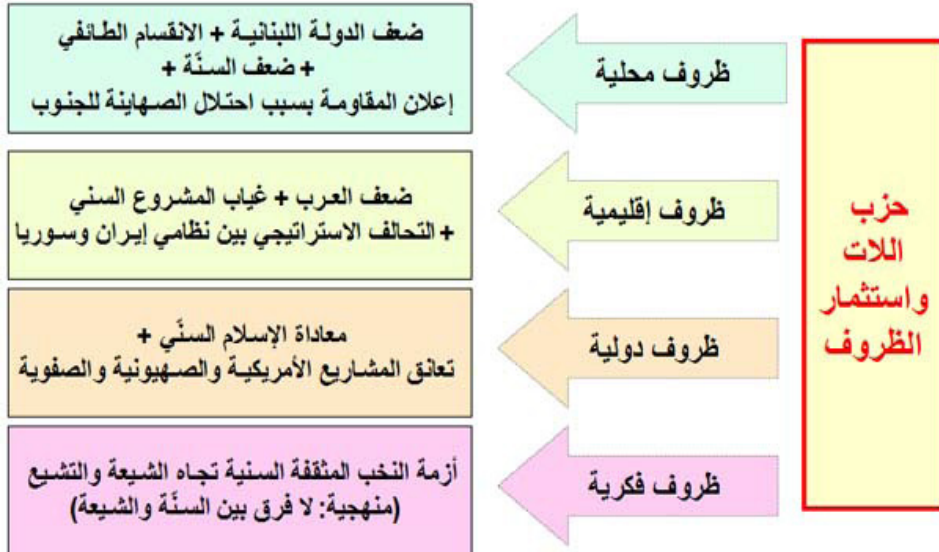 حزب
اللات
واستثمار
الظروف
ظروف محلية
ضعف الدولة اللبنانية + الانقسام الطائفي
+ ضعف السنّة +
إعلان المقاومة بسبب احتلال الصهاينة للجنوب
ظروف إقليمية
ضعف العرب + غياب المشروع السني
+ التحالف الاستراتيجي بين نظامي إيران وسوريا
ظروف دولية
معاداة الإسلام السنّي +
تعانق المشاريع الأمريكية والصهيونية والصفوية
ظروف فكرية
أزمة النخب المثقفة السنية تجاه الشيعة والتشيع
(منهجية: لا فرق بين السنّة والشيعة)